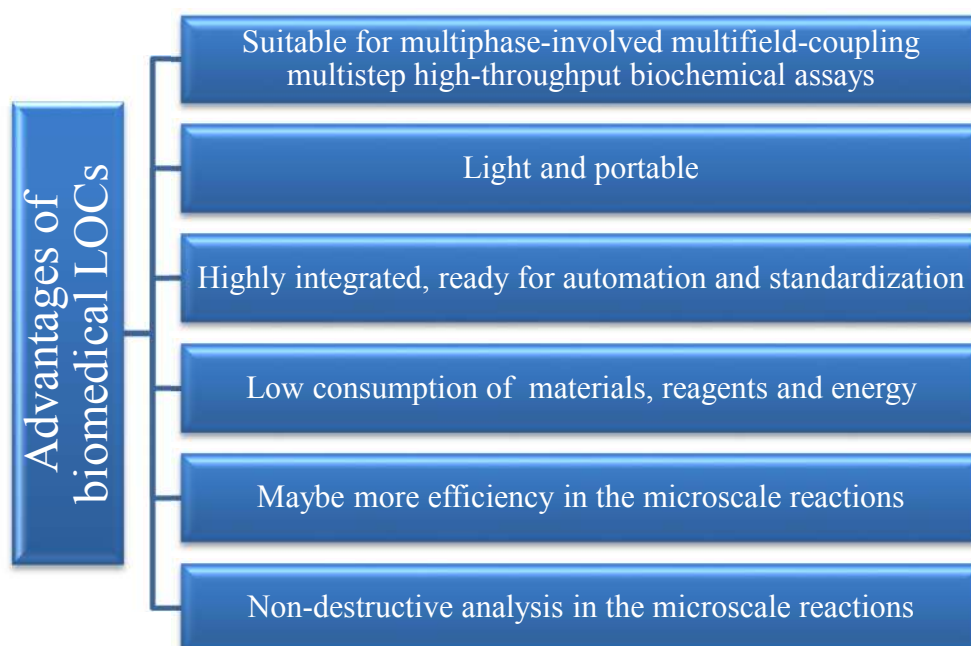 Advantages of
biomedical LOCs
Suitable for multiphase-involved multifield-coupling
multistep high-throughput biochemical assays
Light and portable
Highly integrated, ready for automation and standardization
Low consumption of materials, reagents and energy
Maybe more efficiency in the microscale reactions
Non-destructive analysis in the microscale reactions